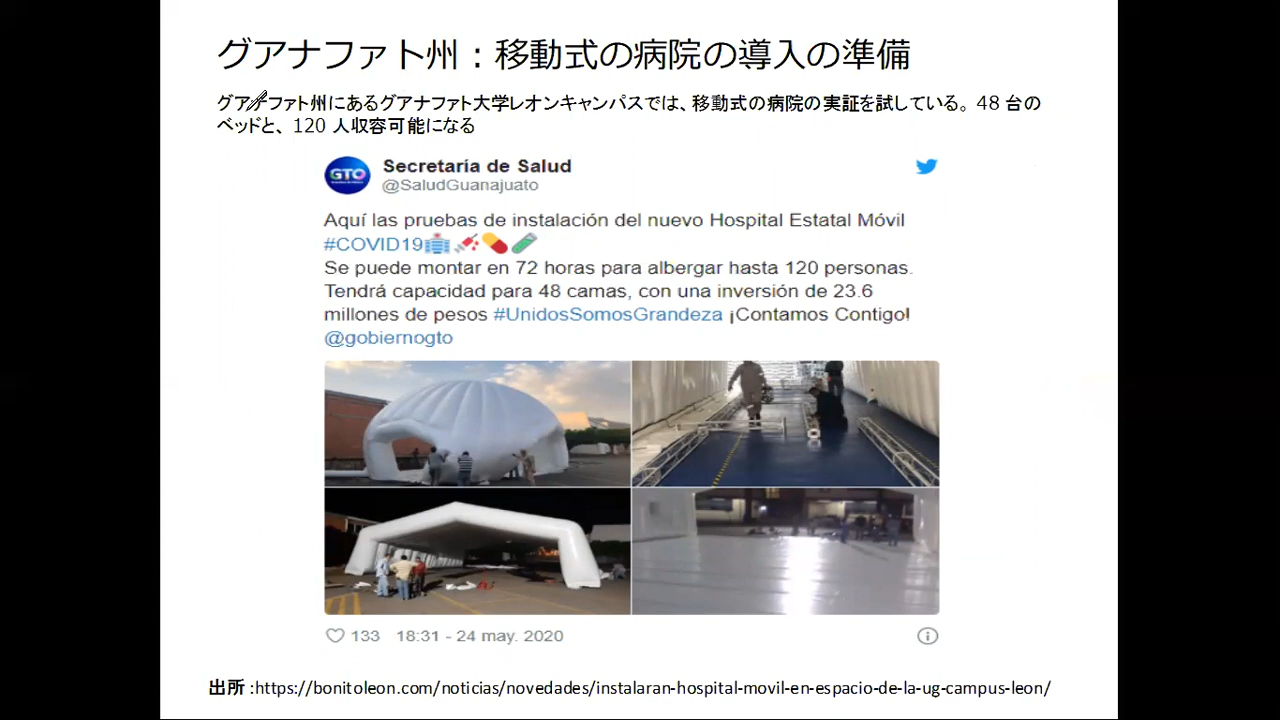 グアナファト州：移動式の病院の導入の準備
グアナファト州にあるグアナファト大学レオンキャンパスでは、移動式の病院の実証を試している。48 台の
ベッドと、120 人収容可能になる
GTO
Secretaría de Salud
@SaludGuanajuato
Aquí las pruebas de instalación del nuevo Hospital Estatal Móvil
#COVID19
Se puede montar en 72 horas para albergar hasta 120 personas.
Tendrá capacidad para 48 camas, con una inversión de 23.6
millones de pesos #UnidosSomosGrandeza ¡Contamos Contigo!
@gobiernogto
133 18:31 - 24 may. 2020
出所 :https://bonitoleon.com/noticias/novedades/instalaran-hospital-movil-en-espacio-de-la-ug-campus-leon/